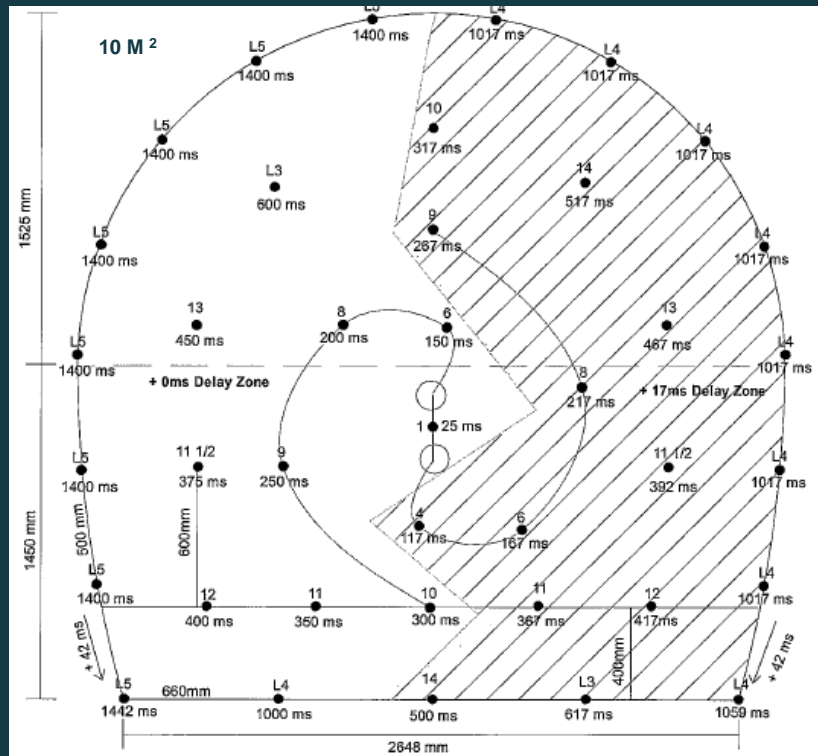 L5 L4
1400 ms 1017 ms
10 M 2
L5 L4
1400 ms 1017 ms
10
317 ms
L5 L4
1400 ms 1017 ms
L3 14
600 ms 517 ms
1525 mm
9
267 ms
L5 L4
1400 ms 1017 ms
13 8 6 13
450 ms 200 ms 150 ms 467 ms
L5 L4
1400 ms 1017 ms
+ 0ms Delay Zone 8 + 17ms Delay Zone
217 ms
1 25 ms
L5 11 1/2 9 11 1/2 L4
1400 ms 375 ms 250 ms 392 ms 1017 ms
500 mm 600mm
4 6
117 ms 167 ms
1450 mm
L5 L4
1400 ms 1017 ms
12 11 10 11 12
400 ms 350 ms 300 ms 367 ms 417 ms
+ 42 ms 400mm + 42 ms
L5 660mm L4 14 L3 L4
1442 ms 1000 ms 500 ms 617 ms 1059 ms
2648 mm